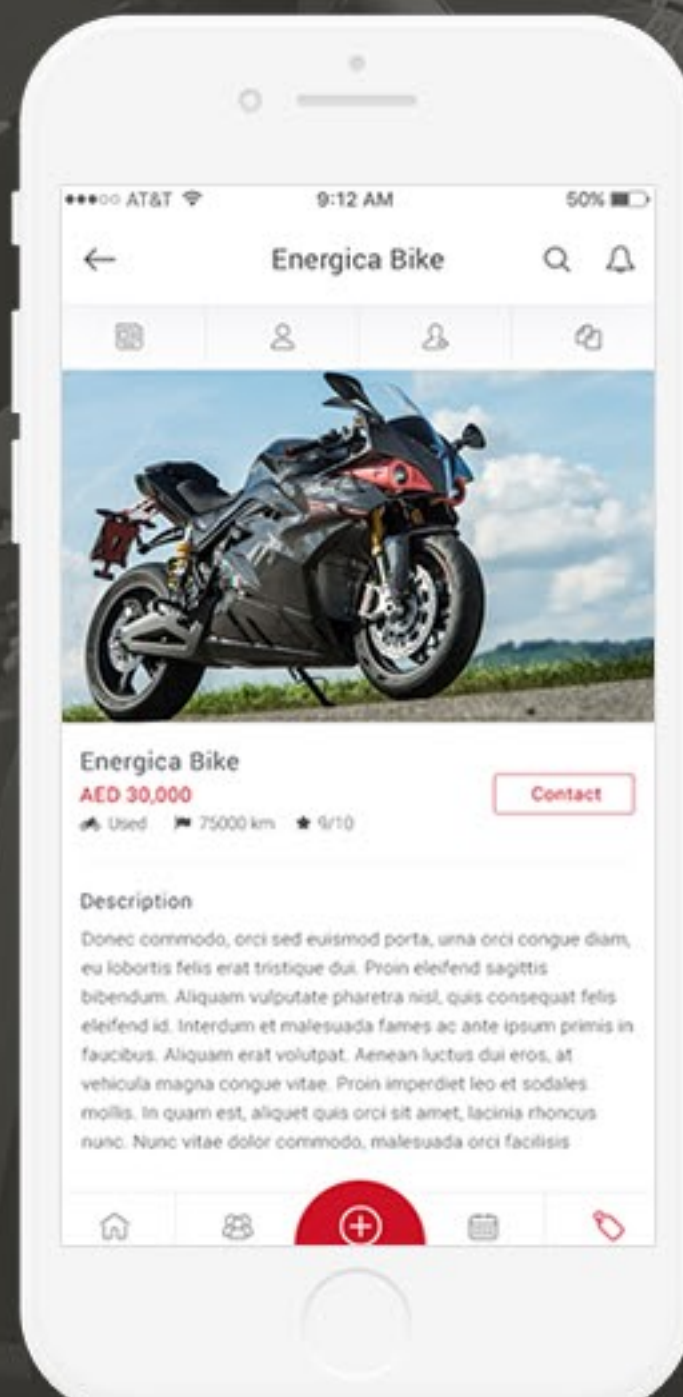 AT&T 9:12 AM 50%
Energica Bike
Energica Bike
AED 30,000
Contact
Used 75000 km 9/10
Description
Donec commodo, orci sed euismod porta, urna orci congue diam,
eu lobortis felis erat tristique dui. Proin eleifend sagittis
bibendum. Aliquam vulputate pharetra nisl, quis consequat felis
eleifend id. Interdum et malesuada fames ac ante ipsum primis in
faucibus. Aliquam erat volutpat. Aenean luctus dui eros, at
vehicula magna congue vitae. Proin imperdiet leo et sodales
mollis. In quam est, aliquet quis orci sit amet, lacinia rhoncus
nunc. Nunc vitae dolor commodo, malesuada orci facilisis